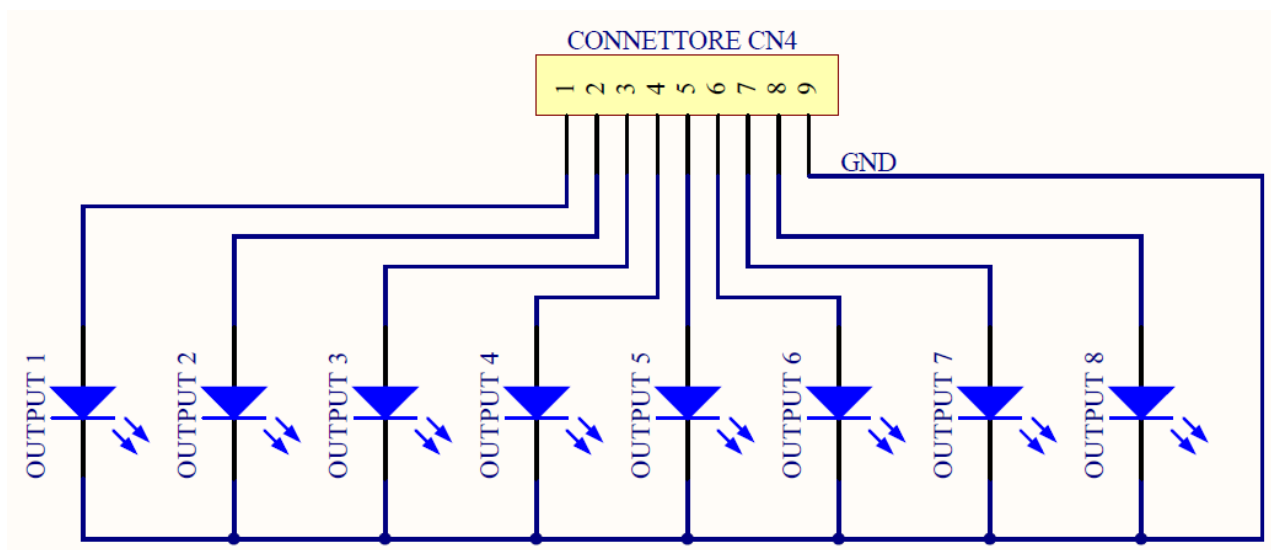 CONNETTORE CN4
1 2 3 4 5 6 7 8 9
GND
OUTPUT 1
OUTPUT 2
OUTPUT 3
OUTPUT 4
OUTPUT 5
OUTPUT 6
OUTPUT 7
OUTPUT 8